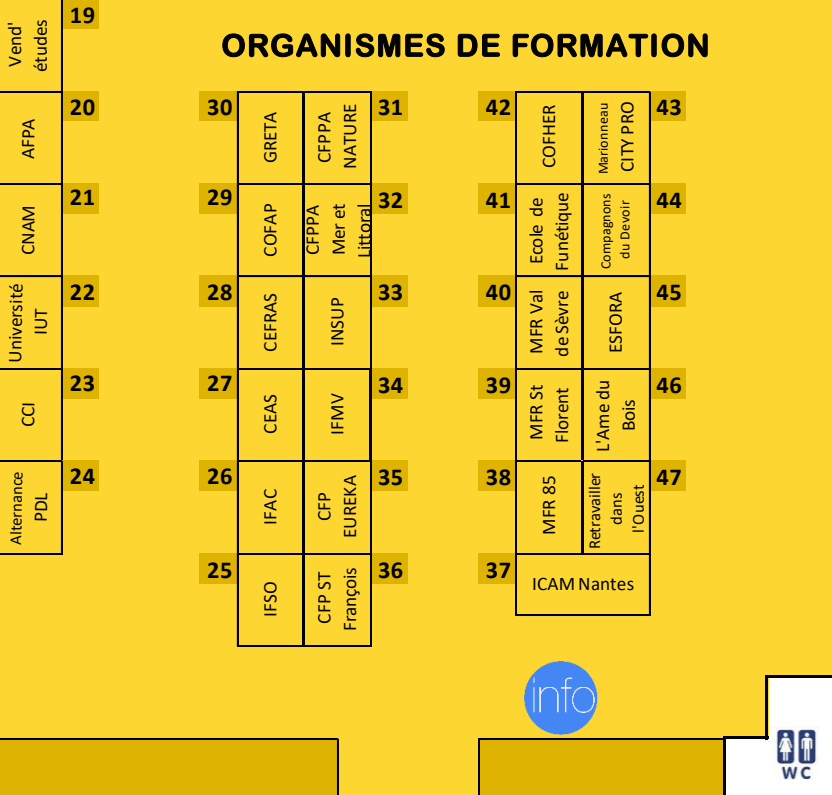 ORGANISMES DE FORMATION
19
Vend'
études
20
AFPA
21
CNAM
22
Université
IUT
23
CCI
24
Alternance
PDL
30
GRETA
CFPPA
NATURE
31
29
COFAP
CFPPA
Mer et
Littoral
32
28
CEFRAS
INSUP
33
27
CEAS
IFMV
34
26
IFAC
CFP
EUREKA
35
25
IFSO
CFP ST
François
36
42
COFHER
Marionneau
CITY PRO
43
41
Ecole de
Funétique
Compagnons
du Devoir
44
40
MFR Val
de Sèvre
ESFORA
45
39
MFR St
Florent
L'Ame du
Bois
46
38
MFR 85
Retravailler
dans
l'Ouest
47
37
ICAM Nantes
info
WC